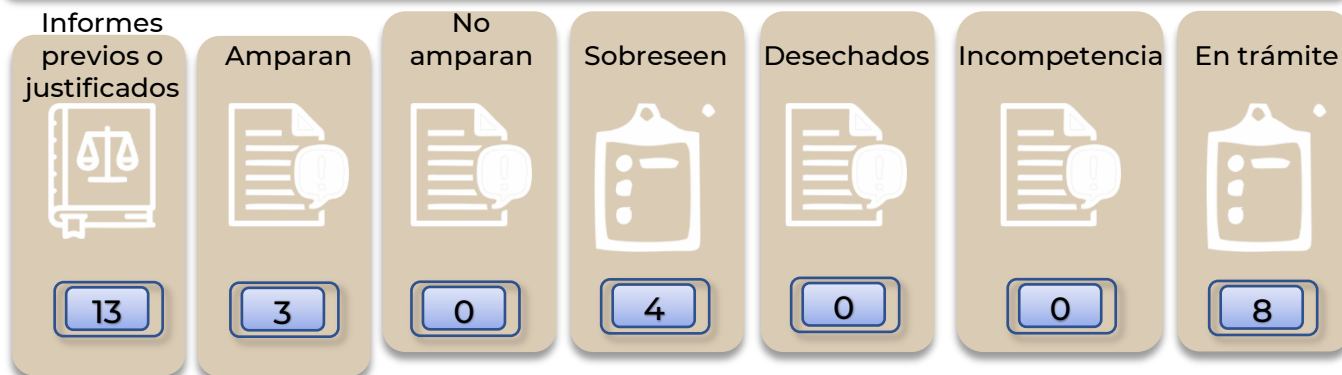 Informes
previos o
justificados
13
Amparan
3
No
amparan
0
Sobreseen
4
Desechados
0
Incompetencia
0
En trámite
8